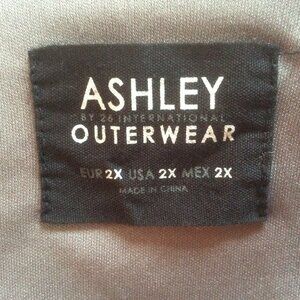 ASHLEY
BY 26 INTERNATIONAL
OUTERWEAR
EUR 2X USA 2X MEX 2X
MADE IN CHINA